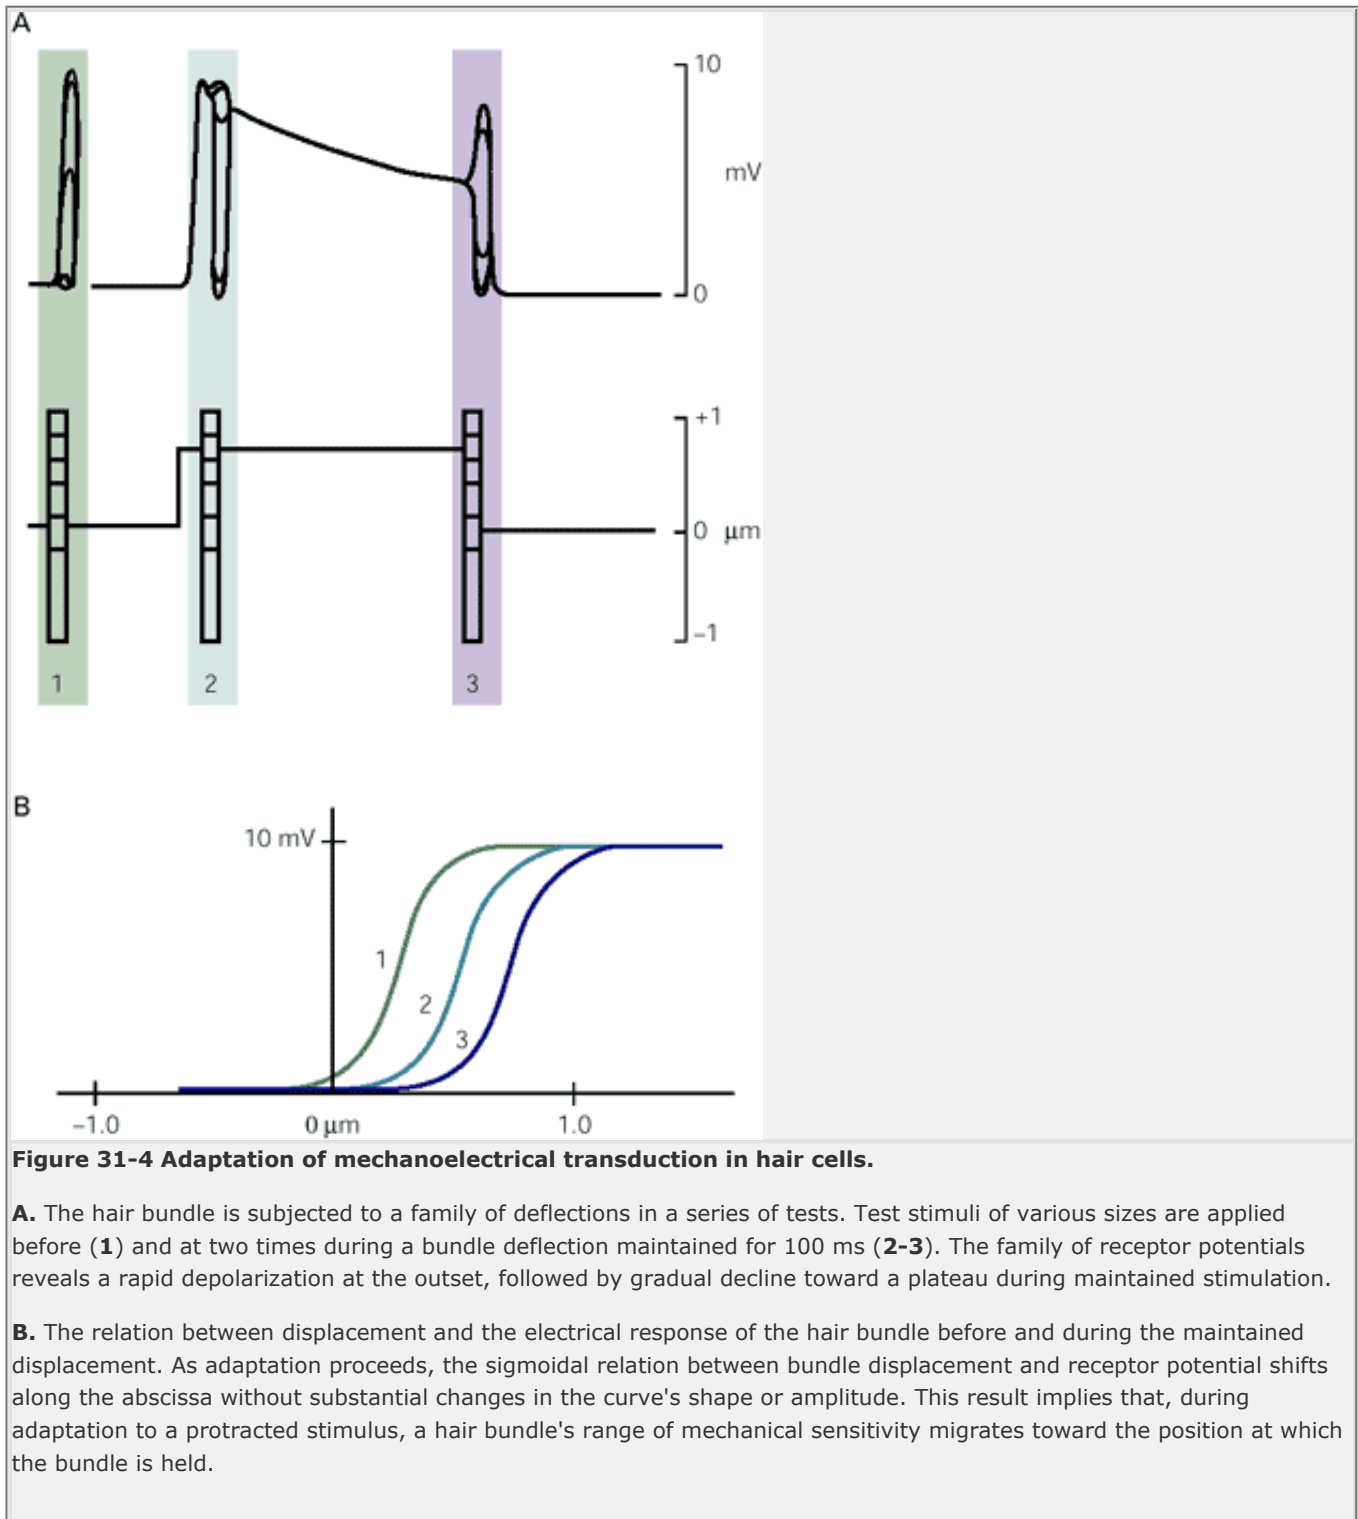 A
10
mV
0
+1
0 µm
–1
1 2 3
B
10 mV
1
2
3
–1.0 0 µm 1.0
Figure 31-4 Adaptation of mechanoelectrical transduction in hair cells.
A. The hair bundle is subjected to a family of deflections in a series of tests. Test stimuli of various sizes are applied
before (1) and at two times during a bundle deflection maintained for 100 ms (2-3). The family of receptor potentials
reveals a rapid depolarization at the outset, followed by gradual decline toward a plateau during maintained stimulation.
B. The relation between displacement and the electrical response of the hair bundle before and during the maintained
displacement. As adaptation proceeds, the sigmoidal relation between bundle displacement and receptor potential shifts
along the abscissa without substantial changes in the curve's shape or amplitude. This result implies that, during
adaptation to a protracted stimulus, a hair bundle's range of mechanical sensitivity migrates toward the position at which
the bundle is held.